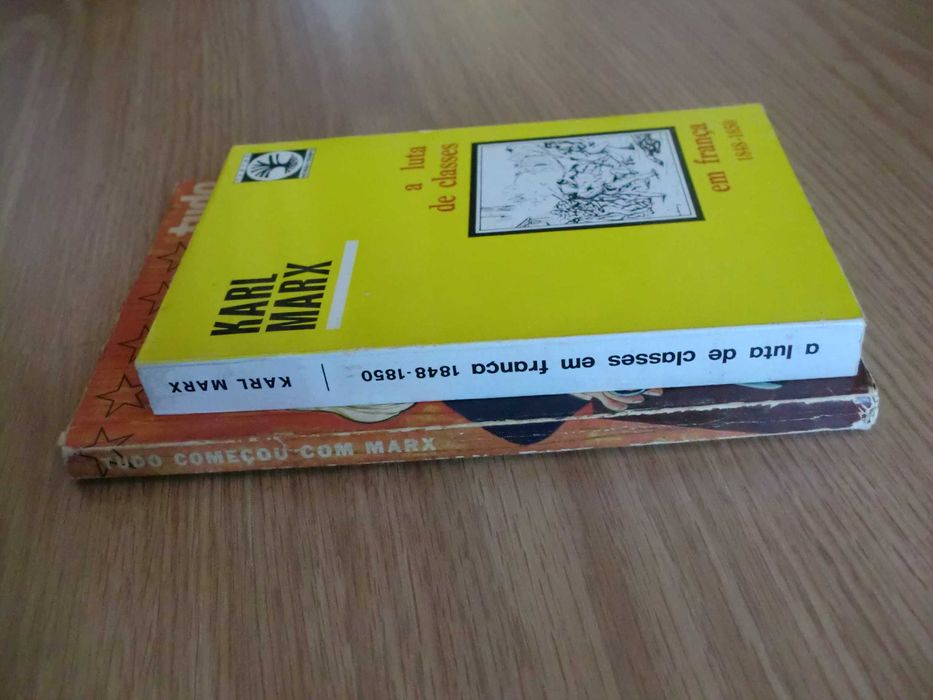 KARL
MARX
a luta
de classes
em frança
1848-1850
KARL MARX
a luta de classes em frança 1848-1850
tudo
COMEÇOU COM MARX